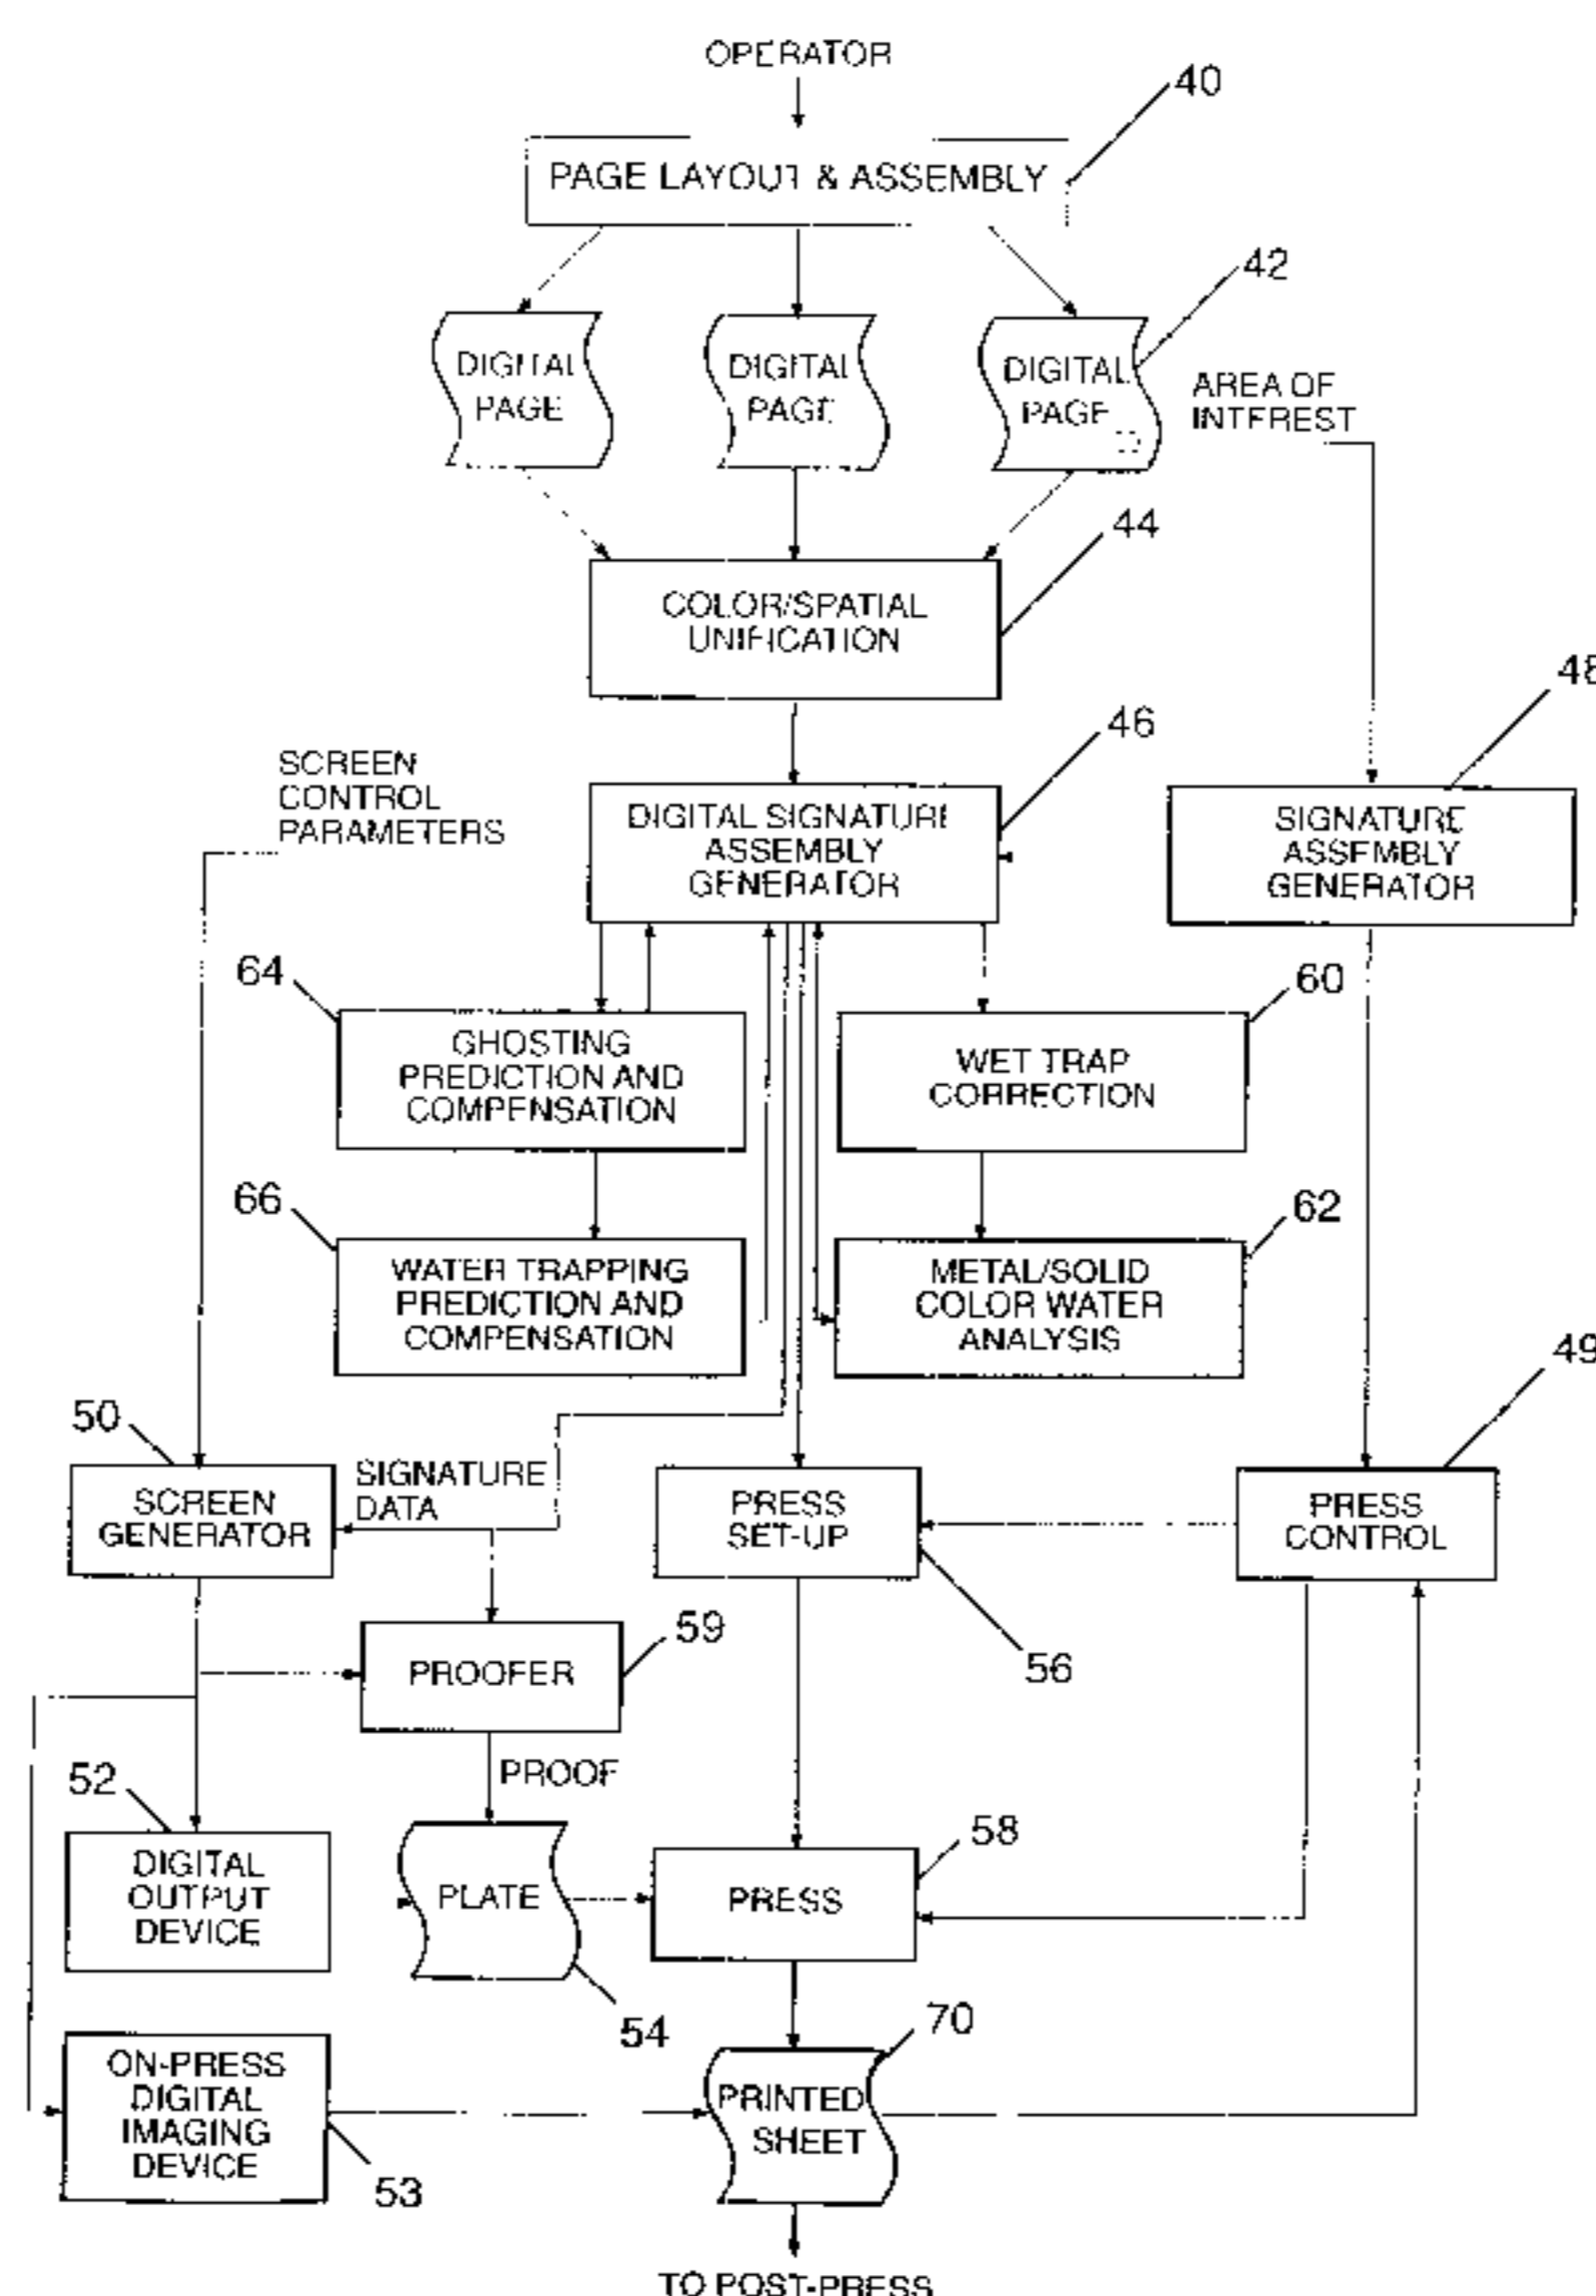 OPERATOR
40
PAGE LAYOUT & ASSEMBLY
42
DIGITAL
PAGE
DIGITAL
PAGE
DIGITAL
PAGE
AREA OF
INTEREST
44
COLOR/SPATIAL
UNIFICATION
48
46
SCREEN
CONTROL
PARAMETERS
DIGITAL SIGNATURE
ASSEMBLY
GENERATOR
SIGNATURE
ASSEMBLY
GENERATOR
64
60
GHOSTING
PREDICTION AND
COMPENSATION
WET TRAP
CORRECTION
66
62
WATER TRAPPING
PREDICTION AND
COMPENSATION
METAL/SOLID
COLOR WATER
ANALYSIS
49
50
SCREEN
GENERATOR
SIGNATURE
DATA
PRESS
SET-UP
PRESS
CONTROL
59
56
PROOFER
52
PROOF
58
DIGITAL
OUTPUT
DEVICE
PLATE
PRESS
54
70
ON-PRESS
DIGITAL
IMAGING
DEVICE
PRINTED
SHEET
53
TO POST-PRESS